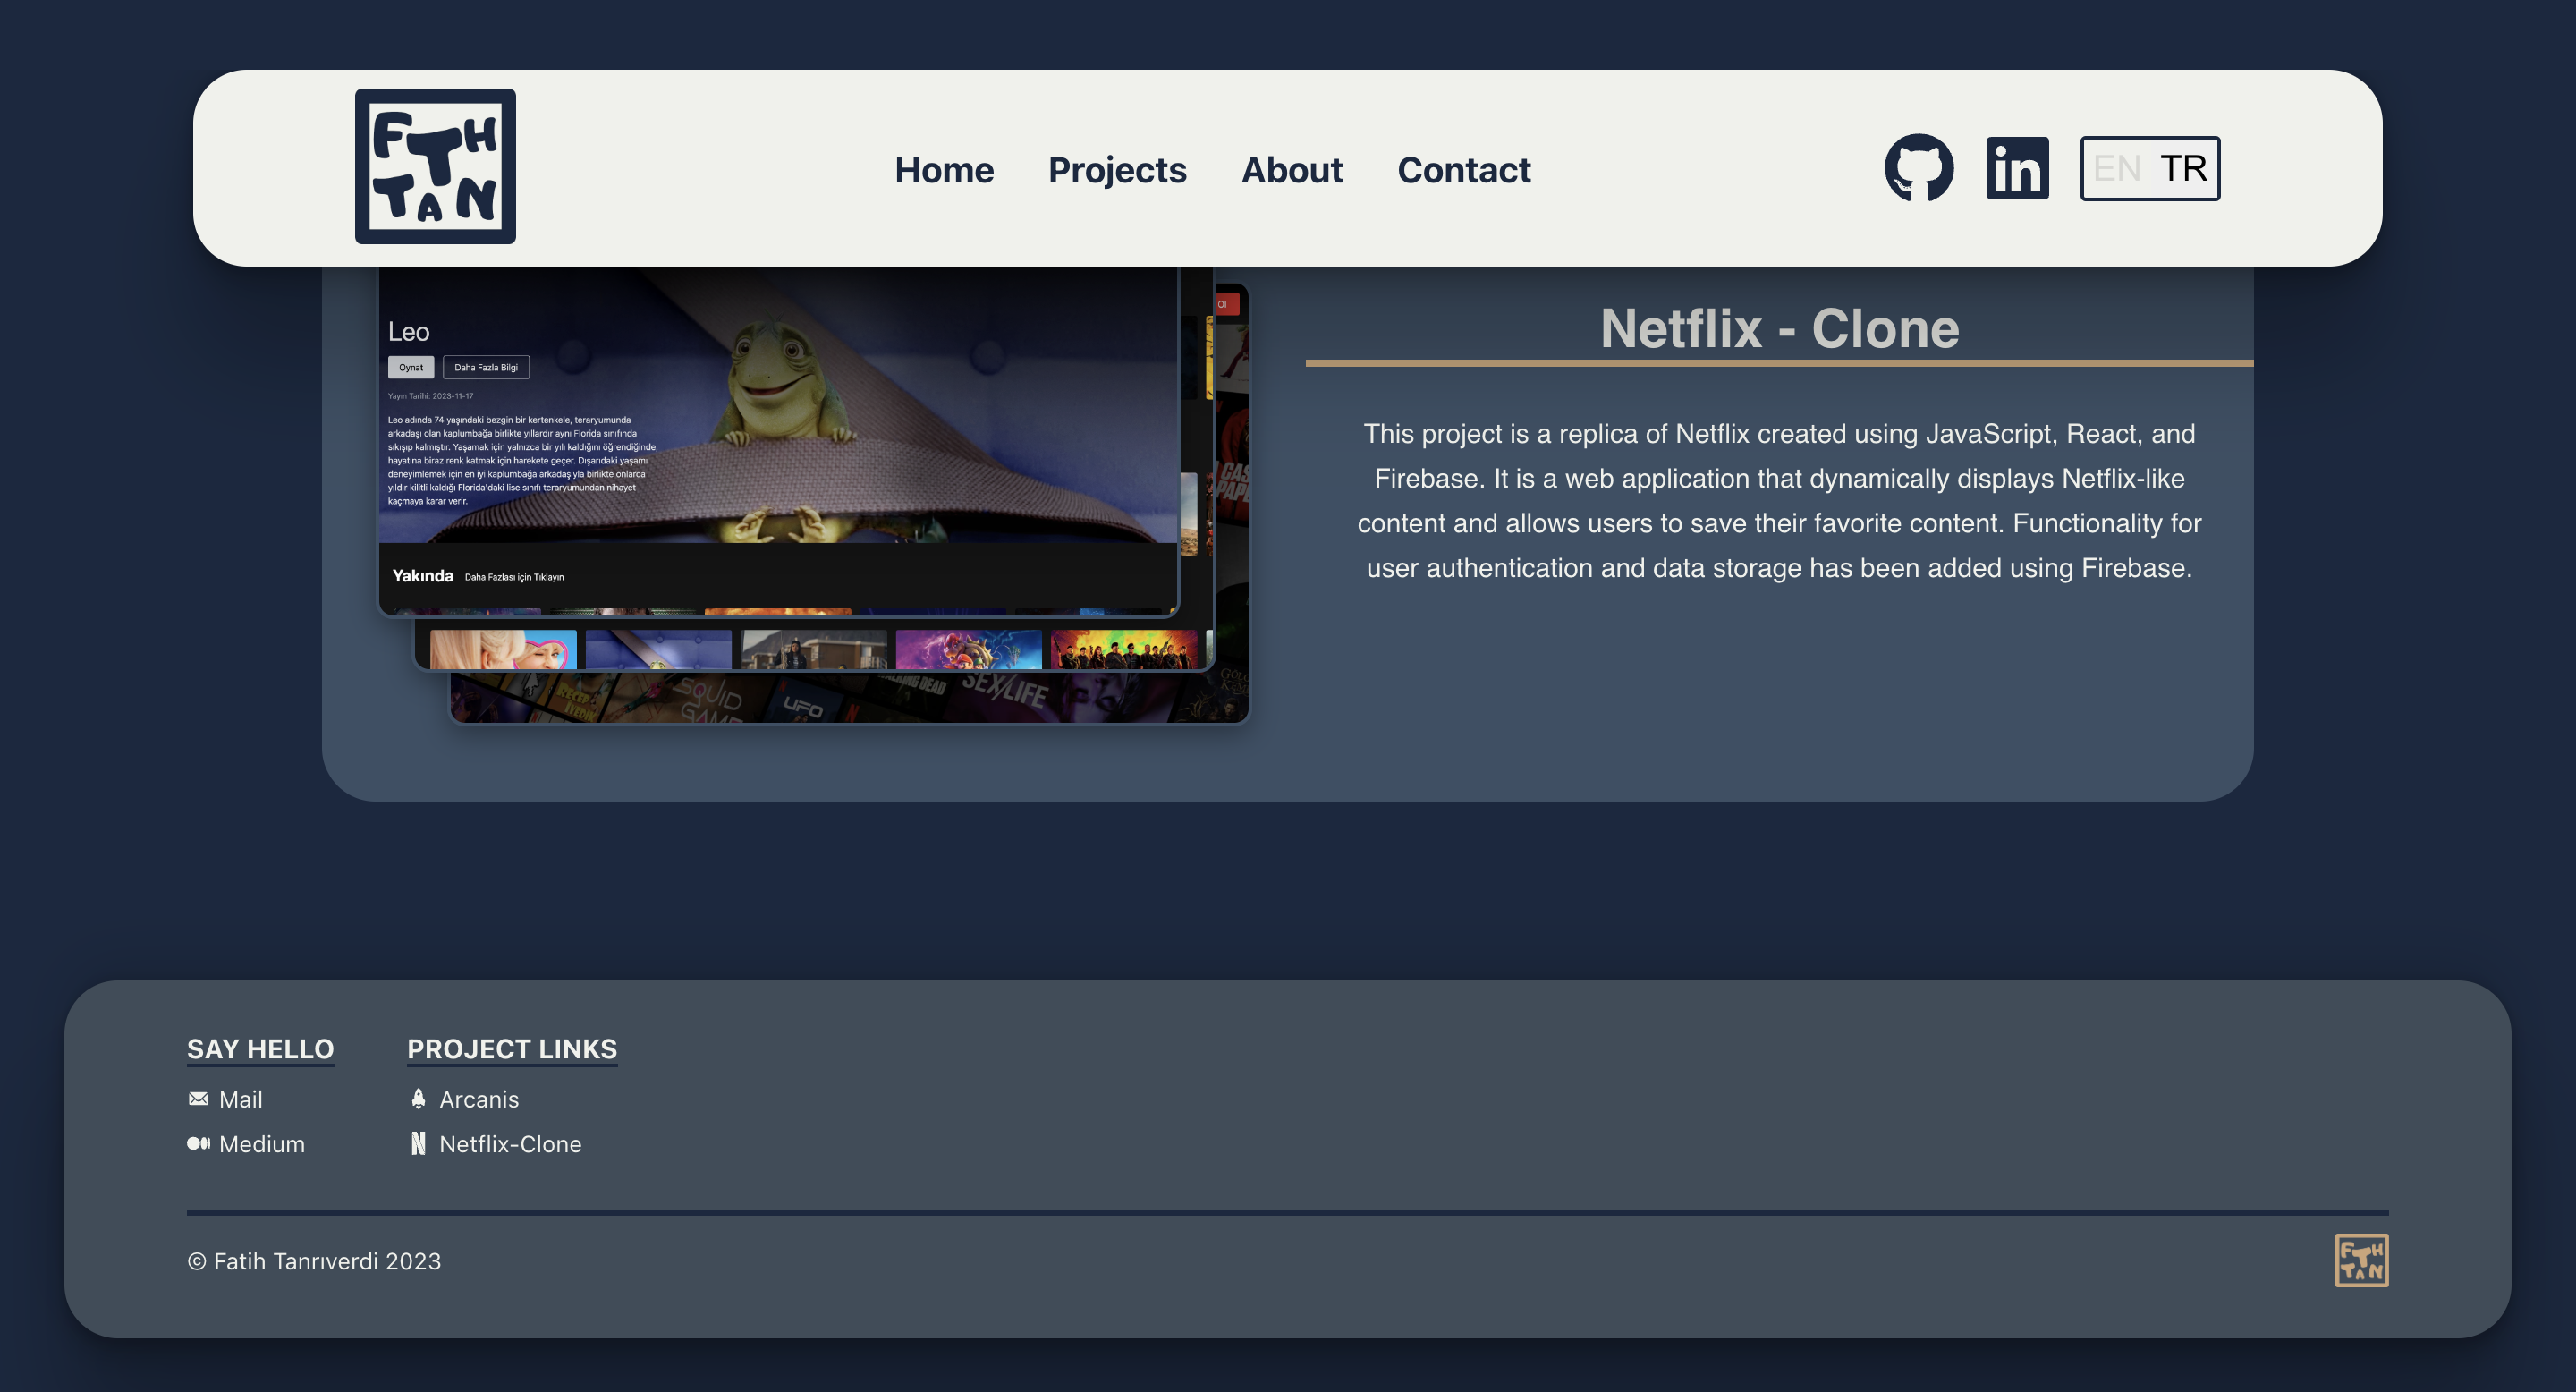 FTH
TAN
Home Projects About Contact
in
EN TR
Netflix - Clone
This project is a replica of Netflix created using JavaScript, React, and
Firebase. It is a web application that dynamically displays Netflix-like
content and allows users to save their favorite content. Functionality for
user authentication and data storage has been added using Firebase.
Leo
Oynat Daha Fazla Bilgi
Yayın Tarihi: 2023-11-17
Leo adında 74 yaşındaki bezgin bir kertenkele, teraryumunda
arkadaşı olan kaplumbağa birlikte yıllardır aynı Florida sınıfında
sıkışıp kalmıştır. Yaşamak için yalnızca bir yılı kaldığını öğrendiğinde,
hayatına biraz renk katmak için harekete geçer. Dışarıdaki yaşamı
deneyimlemek için en iyi kaplumbağa arkadaşıyla birlikte onlarca
yıldır kilitli kaldığı Florida'daki lise sınıfı teraryumundan nihayet
kaçmaya karar verir.
Yakında Daha Fazlası için Tıklayın
Ol
SQUID
GAME
UFO
SEX/LIFE
DEAD
SAY HELLO
Mail
Medium
PROJECT LINKS
Arcanis
N Netflix-Clone
© Fatih Tanrıverdi 2023
FTH
TAN